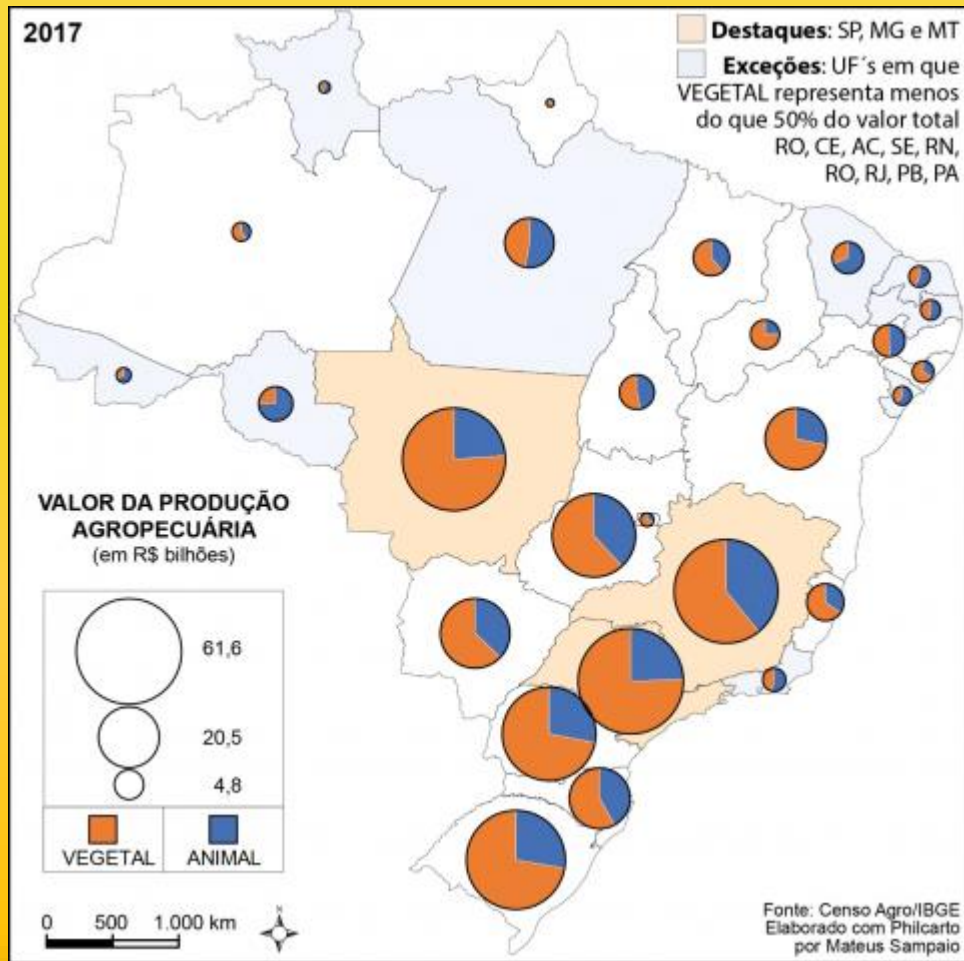 2017
Destaques: SP, MG e MT
Exceções: UF´s em que
VEGETAL representa menos
do que 50% do valor total
RO, CE, AC, SE, RN,
RO, RJ, PB, PA
VALOR DA PRODUÇÃO
AGROPECUÁRIA
(em R$ bilhões)
61,6
20,5
4,8
VEGETAL
ANIMAL
0 500 1.000 km
N
Fonte: Censo Agro/IBGE
Elaborado com Philcarto
por Mateus Sampaio